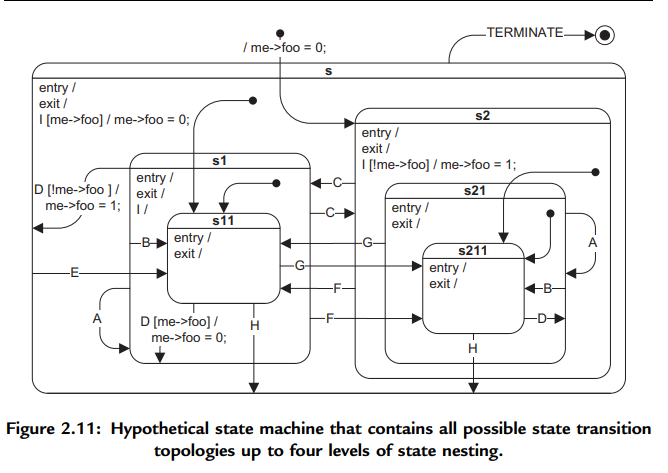 TERMINATE
/ me->foo = 0;
s
entry /
exit /
I [me->foo] / me->foo = 0;
s2
entry /
exit /
I [!me->foo] / me->foo = 1;
s1
entry /
exit /
I /
C
C
D [!me->foo ] /
me->foo = 1;
s21
entry /
exit /
s11
entry /
exit /
B
G
A
s211
entry /
exit /
G
E
F
B
A
D [me->foo] /
me->foo = 0;
H
F
D
H
Figure 2.11: Hypothetical state machine that contains all possible state transition
topologies up to four levels of state nesting.